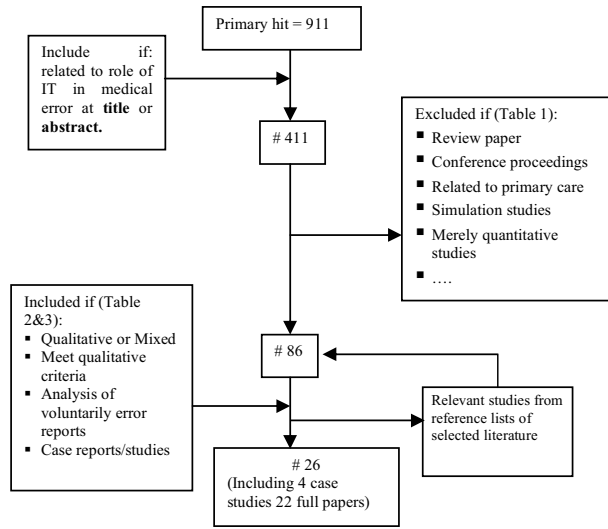 Primary hit = 911
Include if:
related to role of
IT in medical
error at title or
abstract.
# 411
Excluded if (Table 1):
▪ Review paper
▪ Conference proceedings
▪ Related to primary care
▪ Simulation studies
▪ Merely quantitative
studies
▪ ….
Included if (Table
2&3):
▪ Qualitative or Mixed
▪ Meet qualitative
criteria
▪ Analysis of
voluntarily error
reports
▪ Case reports/studies
# 86
Relevant studies from
reference lists of
selected literature
# 26
(Including 4 case
studies 22 full papers)